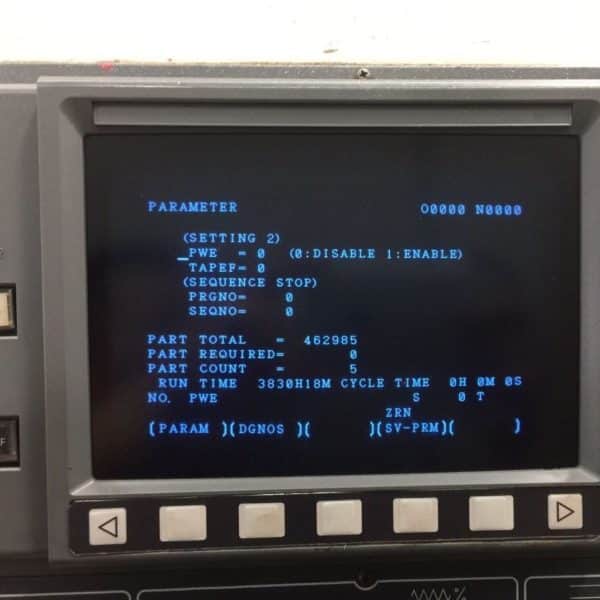 PARAMETER O0000 N0000
(SETTING 2)
_PWE = 0 (0:DISABLE 1:ENABLE)
TAPEF= 0
(SEQUENCE STOP)
PRGNO= 0
SEQNO= 0
PART TOTAL = 462985
PART REQUIRED= 0
PART COUNT = 5
RUN TIME 3830H18M CYCLE TIME 0H 0M 0S
NO. PWE S 0 T
ZRN
(PARAM )(DGNOS )( )(SV-PRM)( )
F
%